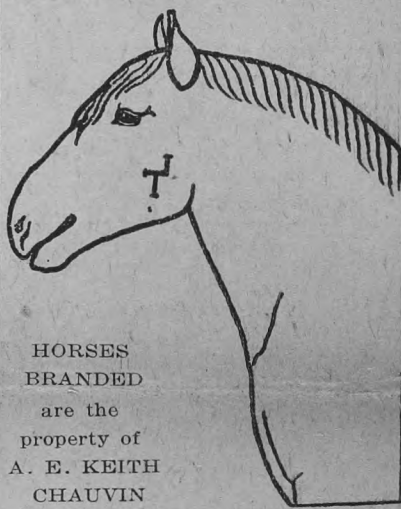 HORSES
BRANDED
are the
property of
A. E. KEITH
CHAUVIN